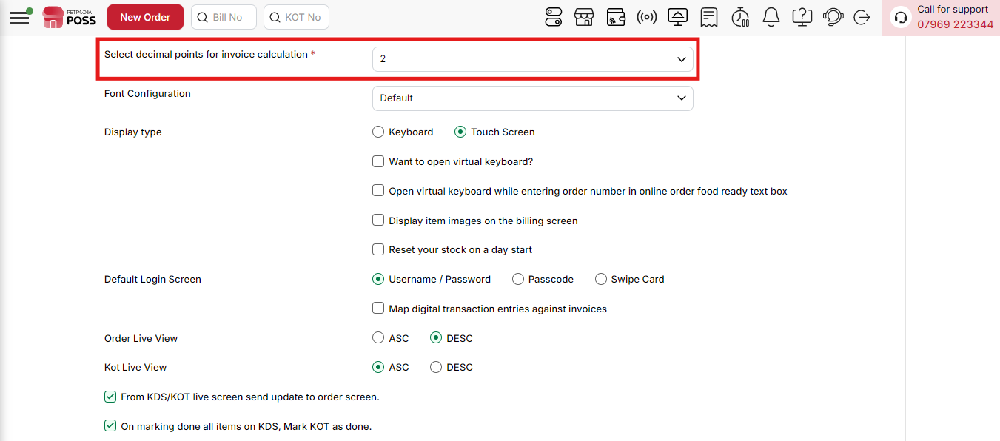 PETPOOJA
POSS
New Order
Bill No
KOT No
Call for support
07969 223344
Select decimal points for invoice calculation *
2
Font Configuration
Default
Display type
Keyboard Touch Screen
Want to open virtual keyboard?
Open virtual keyboard while entering order number in online order food ready text box
Display item images on the billing screen
Reset your stock on a day start
Default Login Screen
Username / Password Passcode Swipe Card
Map digital transaction entries against invoices
Order Live View
ASC DESC
Kot Live View
ASC DESC
From KDS/KOT live screen send update to order screen.
On marking done all items on KDS, Mark KOT as done.